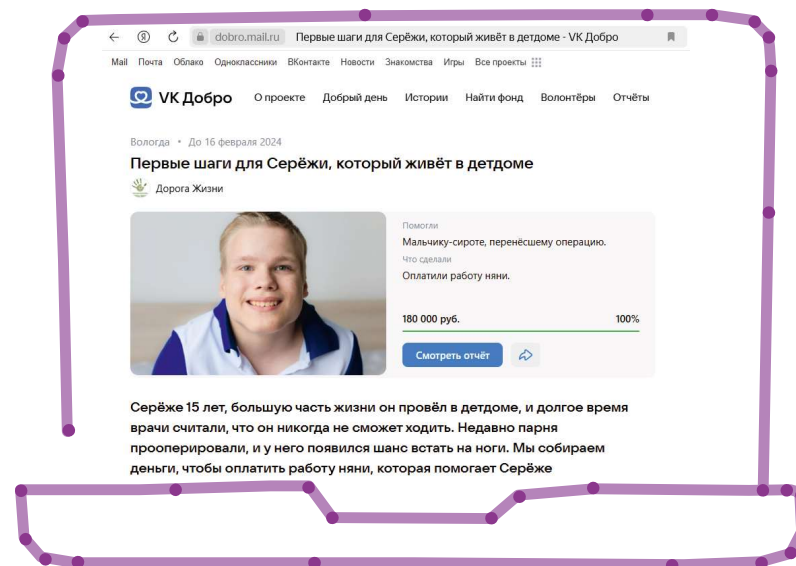 dobro.mail.ru Первые шаги для Серёжи, который живёт в детдоме - VK Добро
Mail Почта Облако Одноклассники ВКонтакте Новости Знакомства Игры Все проекты
VK Добро О проекте Добрый день Истории Найти фонд Волонтёры Отчёты
Вологда • До 16 февраля 2024
Первые шаги для Серёжи, который живёт в детдоме
Дорога Жизни
Помогли
Мальчику-сироте, перенёсшему операцию.
Что сделали
Оплатили работу няни.
180 000 руб. 100%
Смотреть отчёт
Серёже 15 лет, большую часть жизни он провёл в детдоме, и долгое время
врачи считали, что он никогда не сможет ходить. Недавно парня
прооперировали, и у него появился шанс встать на ноги. Мы собираем
деньги, чтобы оплатить работу няни, которая помогает Серёже